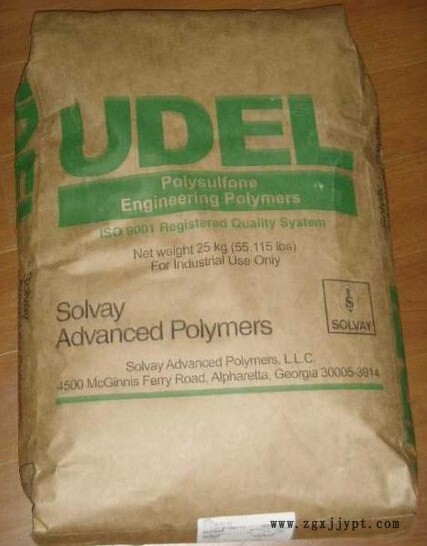 UDEL
Polysulfone
Engineering Polymers
ISO 9001 Registered Quality System
Net weight 25 kg (55.115 lbs)
For Industrial Use Only
Solvay
Advanced Polymers
SOLVAY
Solvay Advanced Polymers, L.L.C.
4500 McGinnis Ferry Road, Alpharetta, Georgia 30005-3914
UDEL
Solvay
www.zgxjjypt.com